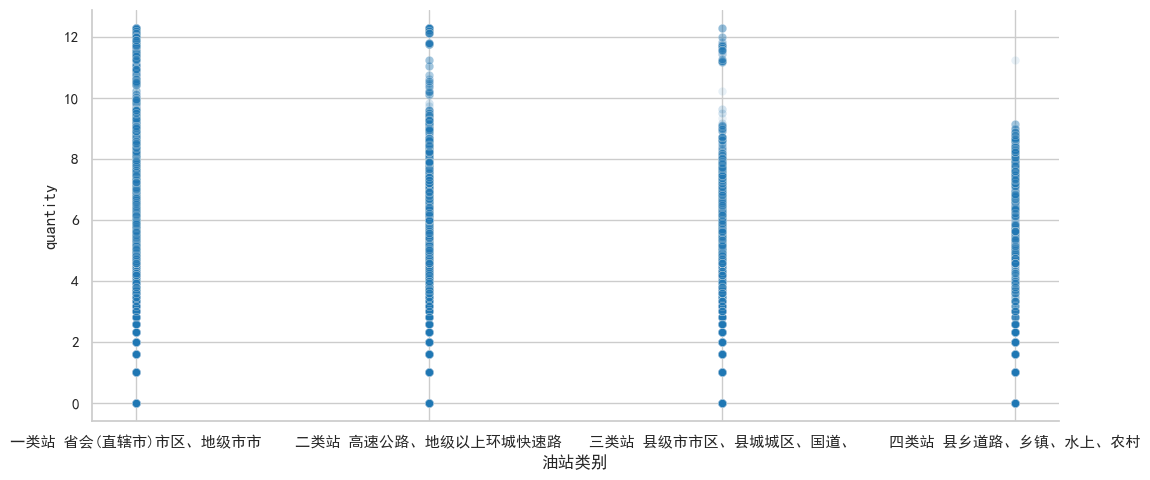 12
10
8
6
4
2
0
quantity
一类站 省会(直辖市)市区、地级市市
二类站 高速公路、地级以上环城快速路
三类站 县级市市区、县城城区、国道、
四类站 县乡道路、乡镇、水上、农村
油站类别